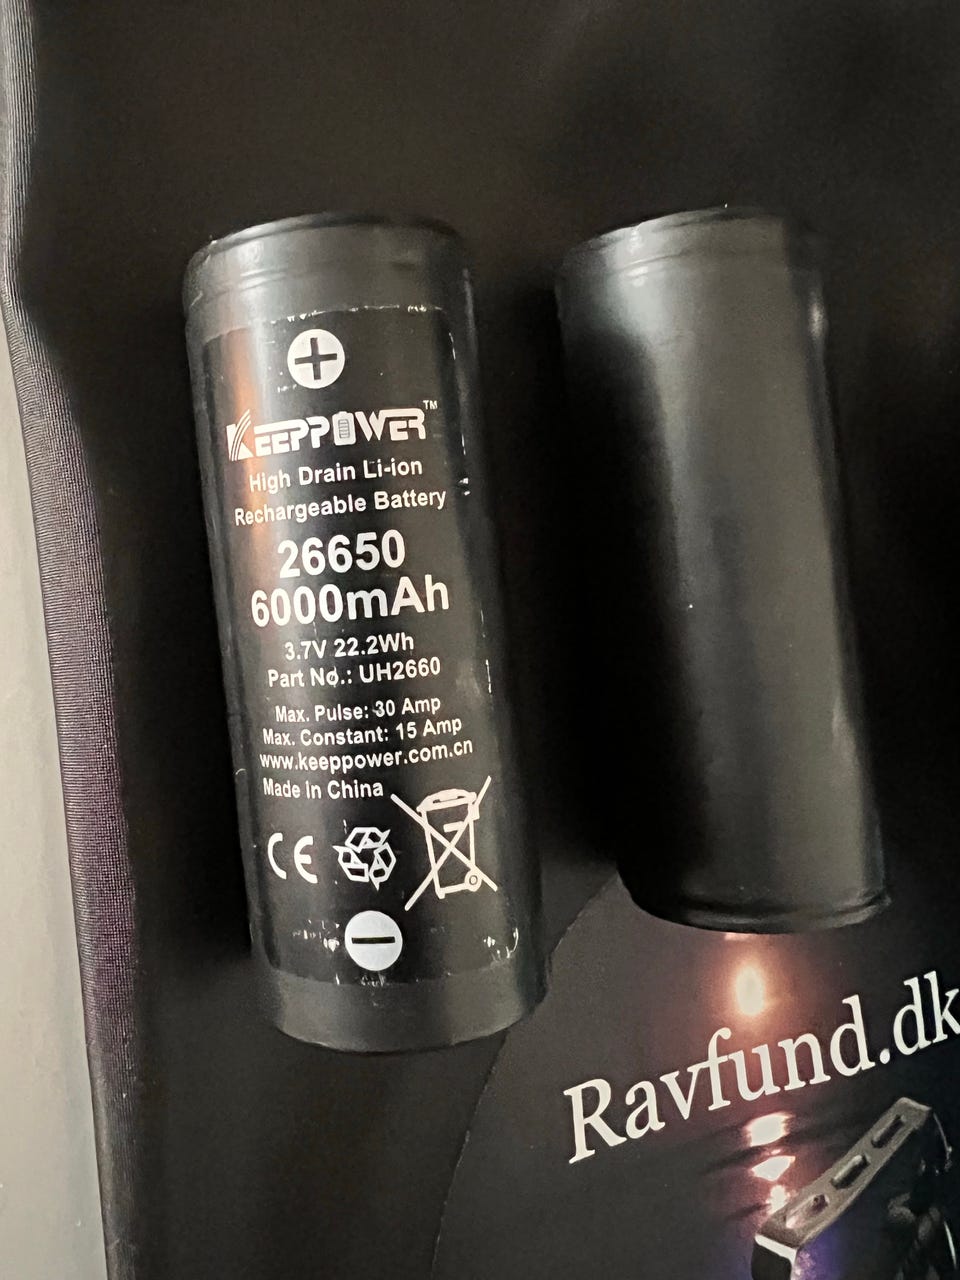 +
KEEPPOWER™
High Drain Li-ion
Rechargeable Battery
26650
6000mAh
3.7V 22.2Wh
Part No.: UH2660
Max. Pulse: 30 Amp
Max. Constant: 15 Amp
www.keeppower.com.cn
Made in China
CE
−
Ravfund.dk